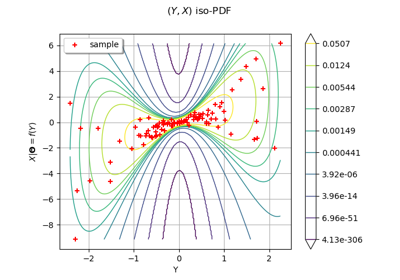 (Y, X) iso-PDF
sample
6
4
2
0
−2
−4
−6
−8
X|Θ = f(Y)
−2
−1
0
1
2
Y
0.0507
0.0124
0.00544
0.00287
0.00149
0.000441
3.92e-06
3.96e-14
6.96e-51
4.13e-306